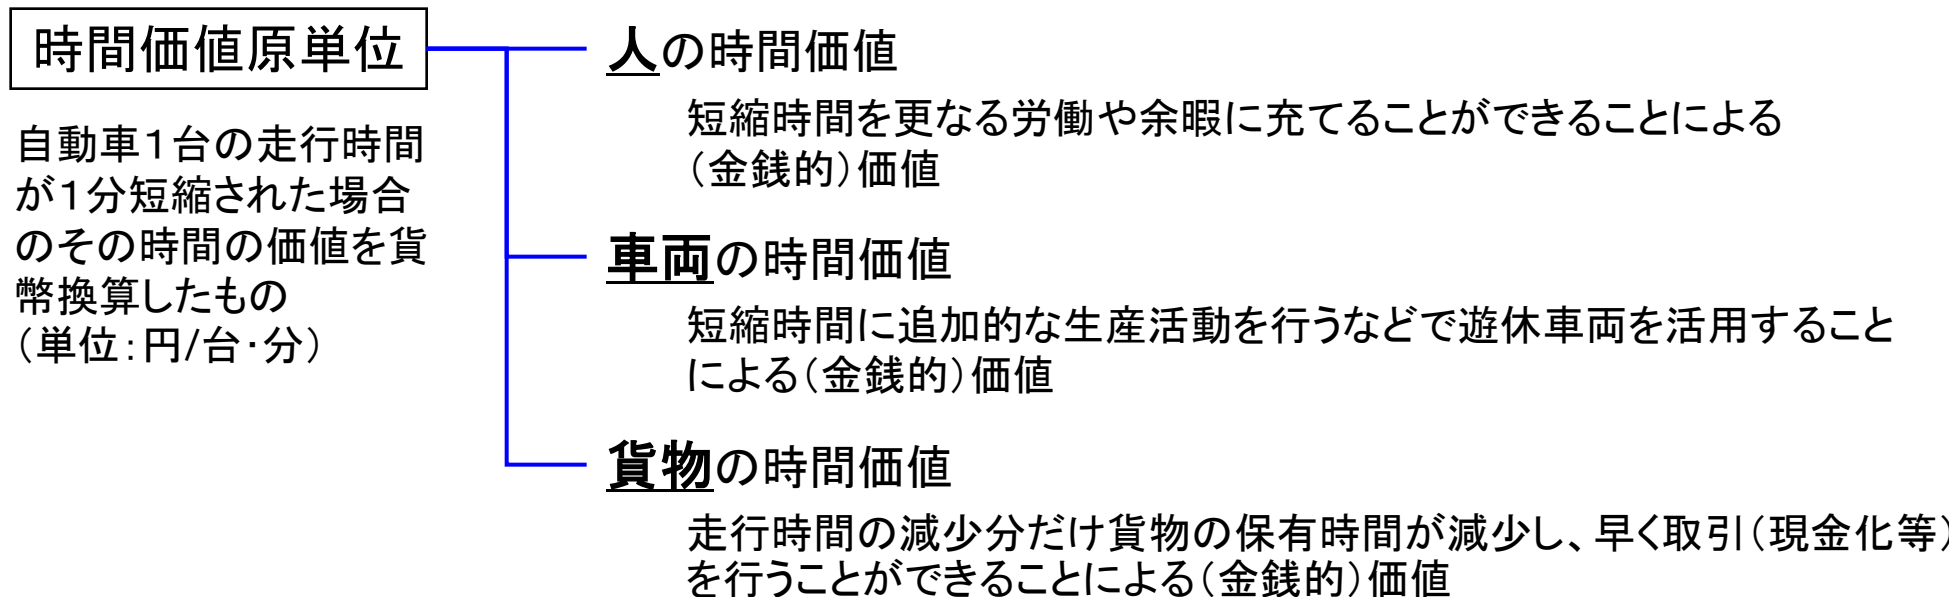 時間価値原単位
自動車１台の走行時間
が１分短縮された場合
のその時間の価値を貨
幣換算したもの
（単位：円/台・分）
人の時間価値
短縮時間を更なる労働や余暇に充てることができることによる
（金銭的）価値
車両の時間価値
短縮時間に追加的な生産活動を行うなどで遊休車両を活用すること
による（金銭的）価値
貨物の時間価値
走行時間の減少分だけ貨物の保有時間が減少し、早く取引（現金化等）
を行うことができることによる（金銭的）価値